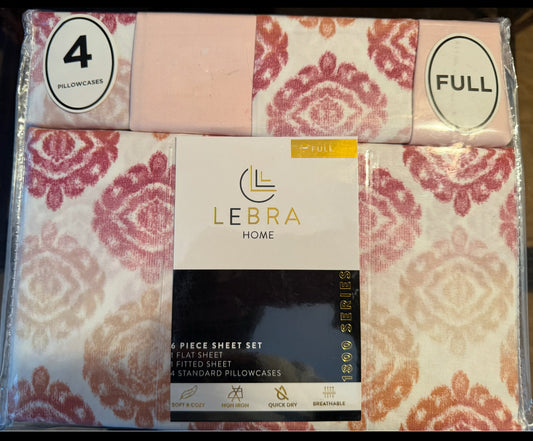 4
PILLOWCASES
FULL
FULL
LEBRA
HOME
6 PIECE SHEET SET
1 FLAT SHEET
1 FITTED SHEET
4 STANDARD PILLOWCASES
1800 SERIES
SOFT & COZY
HIGH IRON
QUICK DRY
BREATHABLE